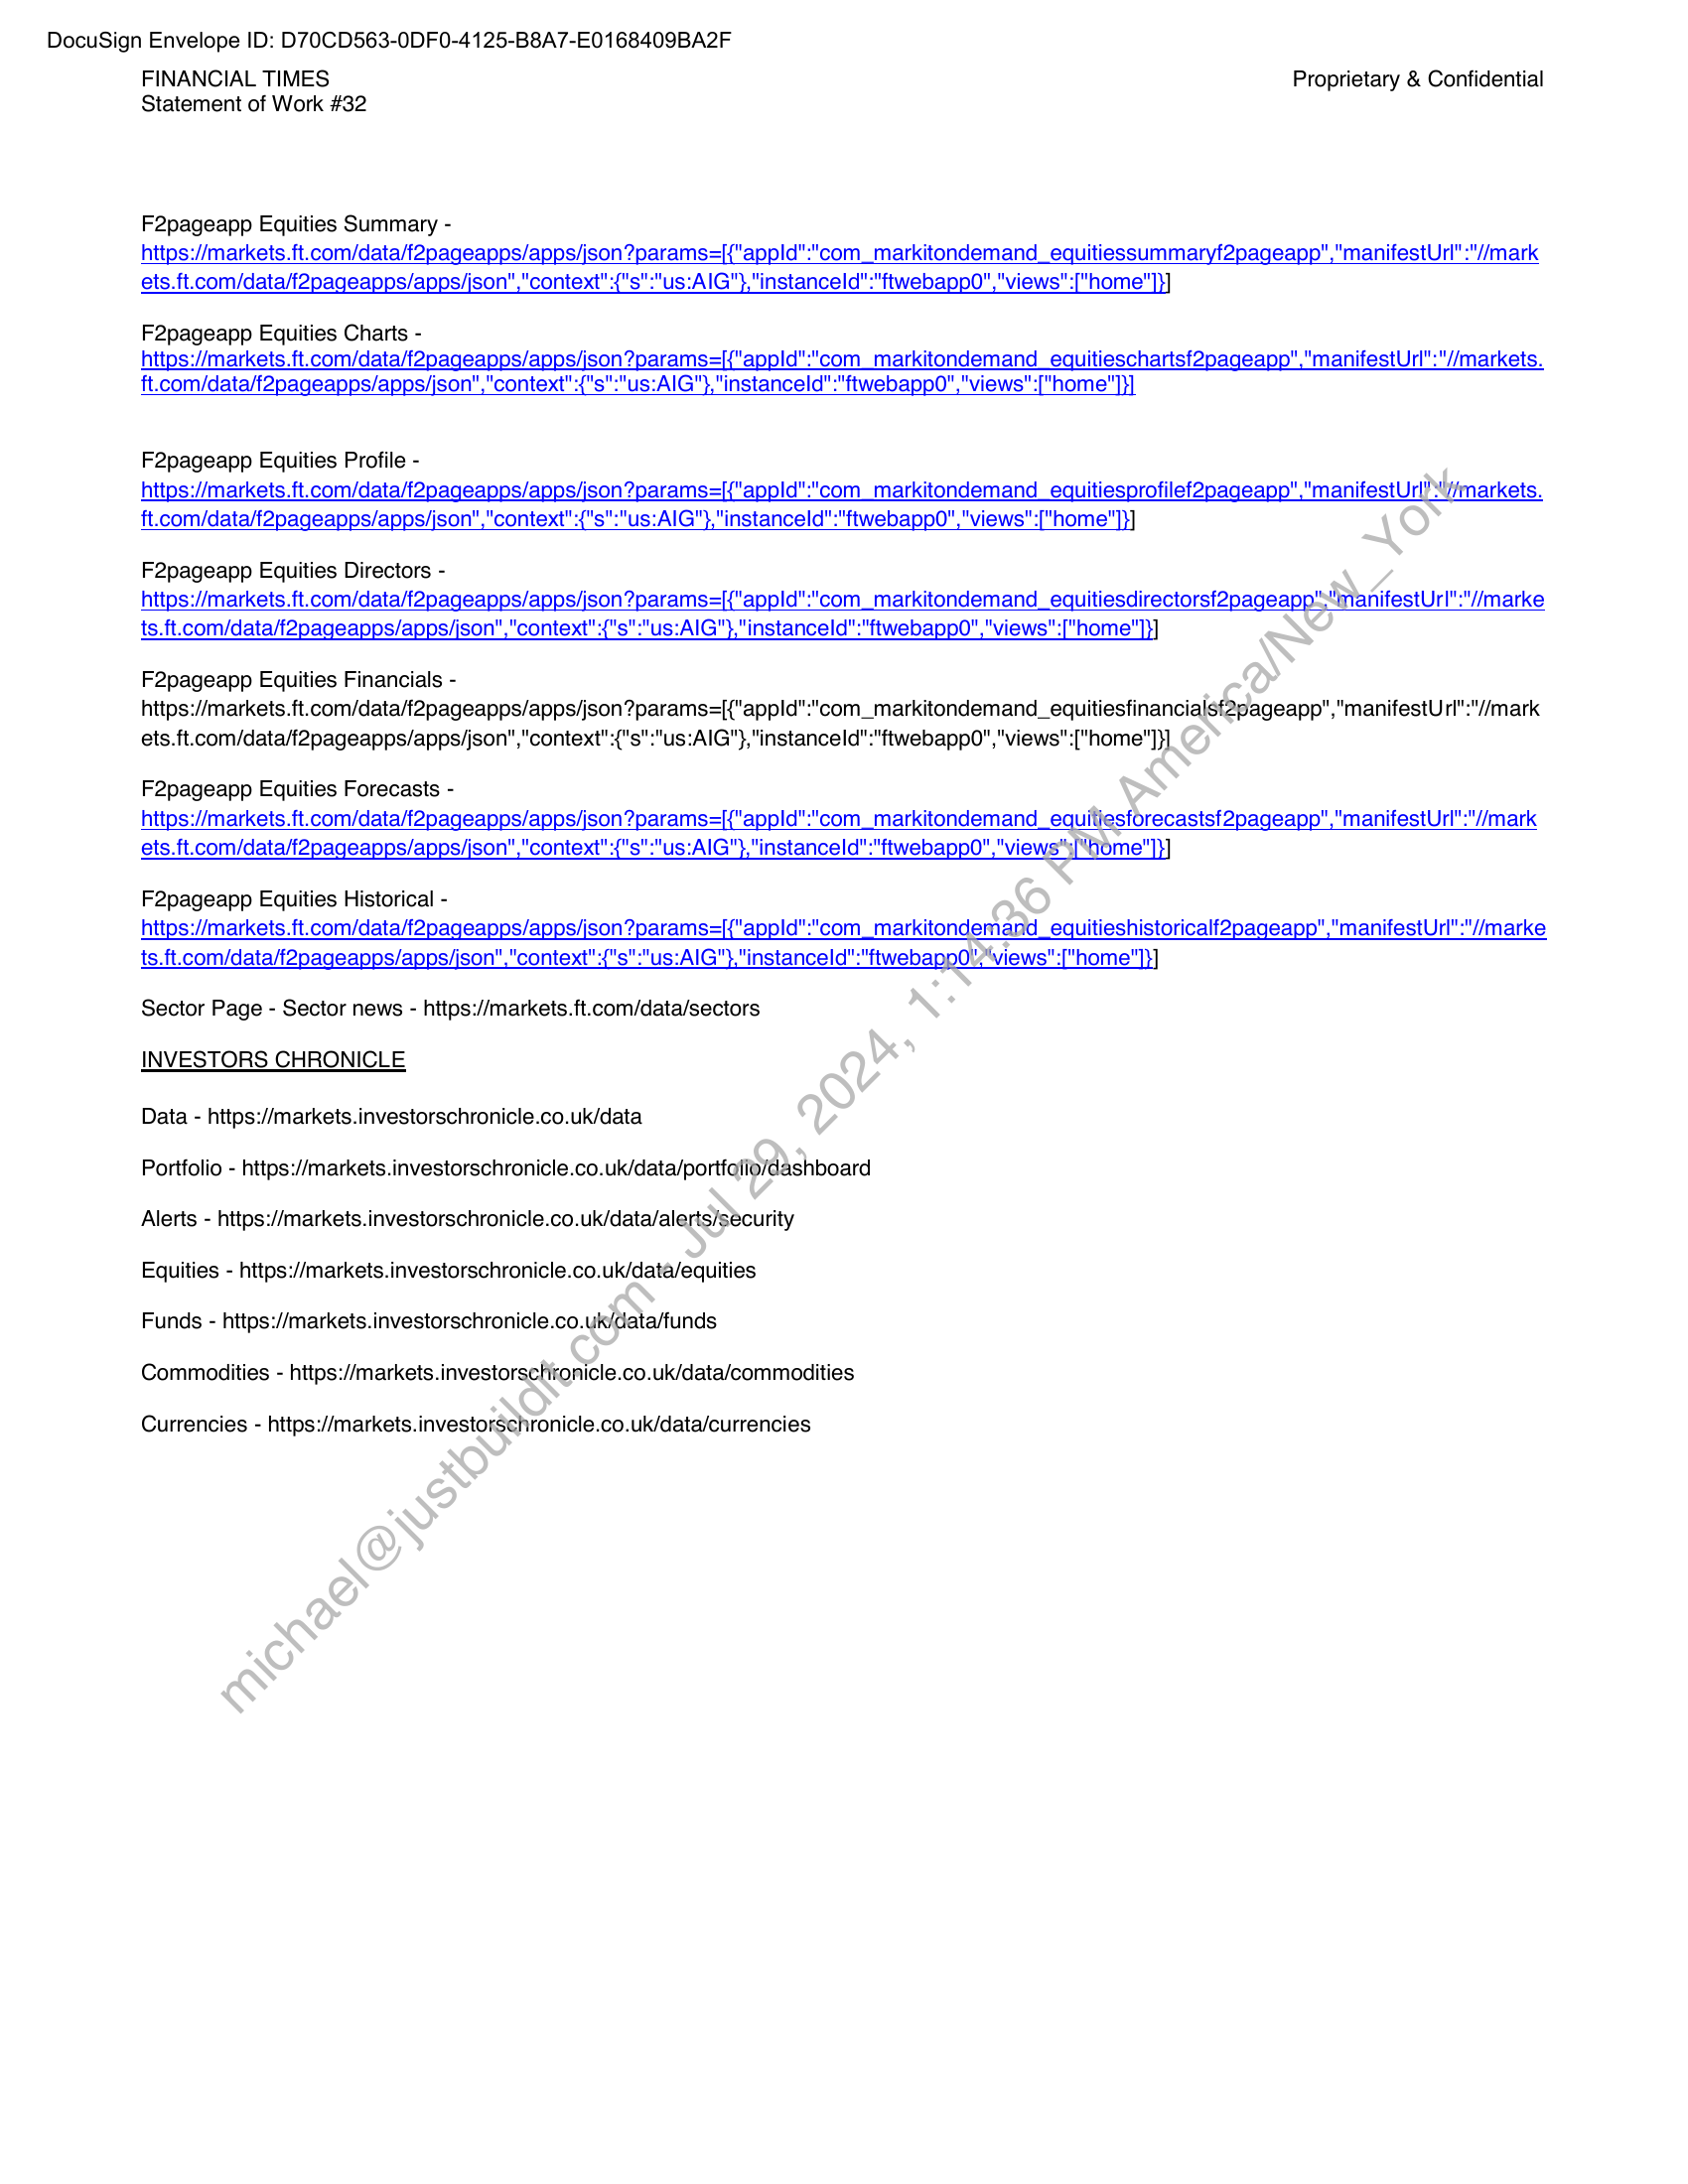 DocuSign Envelope ID: D70CD563-0DF0-4125-B8A7-E0168409BA2F
FINANCIAL TIMES
Proprietary & Confidential
Statement of Work #32
F2pageapp Equities Summary -
https://markets.ft.com/data/f2pageapps/apps/json?params=[{"appId":"com_markitondemand_equitiessummaryf2pageapp","manifestUrl":"//mark
ets.ft.com/data/f2pageapps/apps/json","context":{"s":"us:AIG"},"instanceId":"ftwebapp0","views":["home"]}]
F2pageapp Equities Charts -
https://markets.ft.com/data/f2pageapps/apps/json?params=[{"appId":"com_markitondemand_equitieschartsf2pageapp","manifestUrl":"//markets.
ft.com/data/f2pageapps/apps/json","context":{"s":"us:AIG"},"instanceId":"ftwebapp0","views":["home"]}]
F2pageapp Equities Profile -
https://markets.ft.com/data/f2pageapps/apps/json?params=[{"appId":"com_markitondemand_equitiesprofilef2pageapp","manifestUrl":"//markets.
ft.com/data/f2pageapps/apps/json","context":{"s":"us:AIG"},"instanceId":"ftwebapp0","views":["home"]}]
F2pageapp Equities Directors -
https://markets.ft.com/data/f2pageapps/apps/json?params=[{"appId":"com_markitondemand_equitiesdirectorsf2pageapp","manifestUrl":"//marke
ts.ft.com/data/f2pageapps/apps/json","context":{"s":"us:AIG"},"instanceId":"ftwebapp0","views":["home"]}]
F2pageapp Equities Financials -
https://markets.ft.com/data/f2pageapps/apps/json?params=[{"appId":"com_markitondemand_equitiesfinancialsf2pageapp","manifestUrl":"//mark
ets.ft.com/data/f2pageapps/apps/json","context":{"s":"us:AIG"},"instanceId":"ftwebapp0","views":["home"]}]
F2pageapp Equities Forecasts -
https://markets.ft.com/data/f2pageapps/apps/json?params=[{"appId":"com_markitondemand_equitiesforecastsf2pageapp","manifestUrl":"//mark
ets.ft.com/data/f2pageapps/apps/json","context":{"s":"us:AIG"},"instanceId":"ftwebapp0","views":["home"]}]
F2pageapp Equities Historical -
https://markets.ft.com/data/f2pageapps/apps/json?params=[{"appId":"com_markitondemand_equitieshistoricalf2pageapp","manifestUrl":"//marke
ts.ft.com/data/f2pageapps/apps/json","context":{"s":"us:AIG"},"instanceId":"ftwebapp0","views":["home"]}]
Sector Page - Sector news - https://markets.ft.com/data/sectors
INVESTORS CHRONICLE
Data - https://markets.investorschronicle.co.uk/data
Portfolio - https://markets.investorschronicle.co.uk/data/portfolio/dashboard
Alerts - https://markets.investorschronicle.co.uk/data/alerts/security
Equities - https://markets.investorschronicle.co.uk/data/equities
Funds - https://markets.investorschronicle.co.uk/data/funds
Commodities - https://markets.investorschronicle.co.uk/data/commodities
Currencies - https://markets.investorschronicle.co.uk/data/currencies
michael@justbuildit.com - Jul 29, 2024, 1:14:36 PM America/New_York